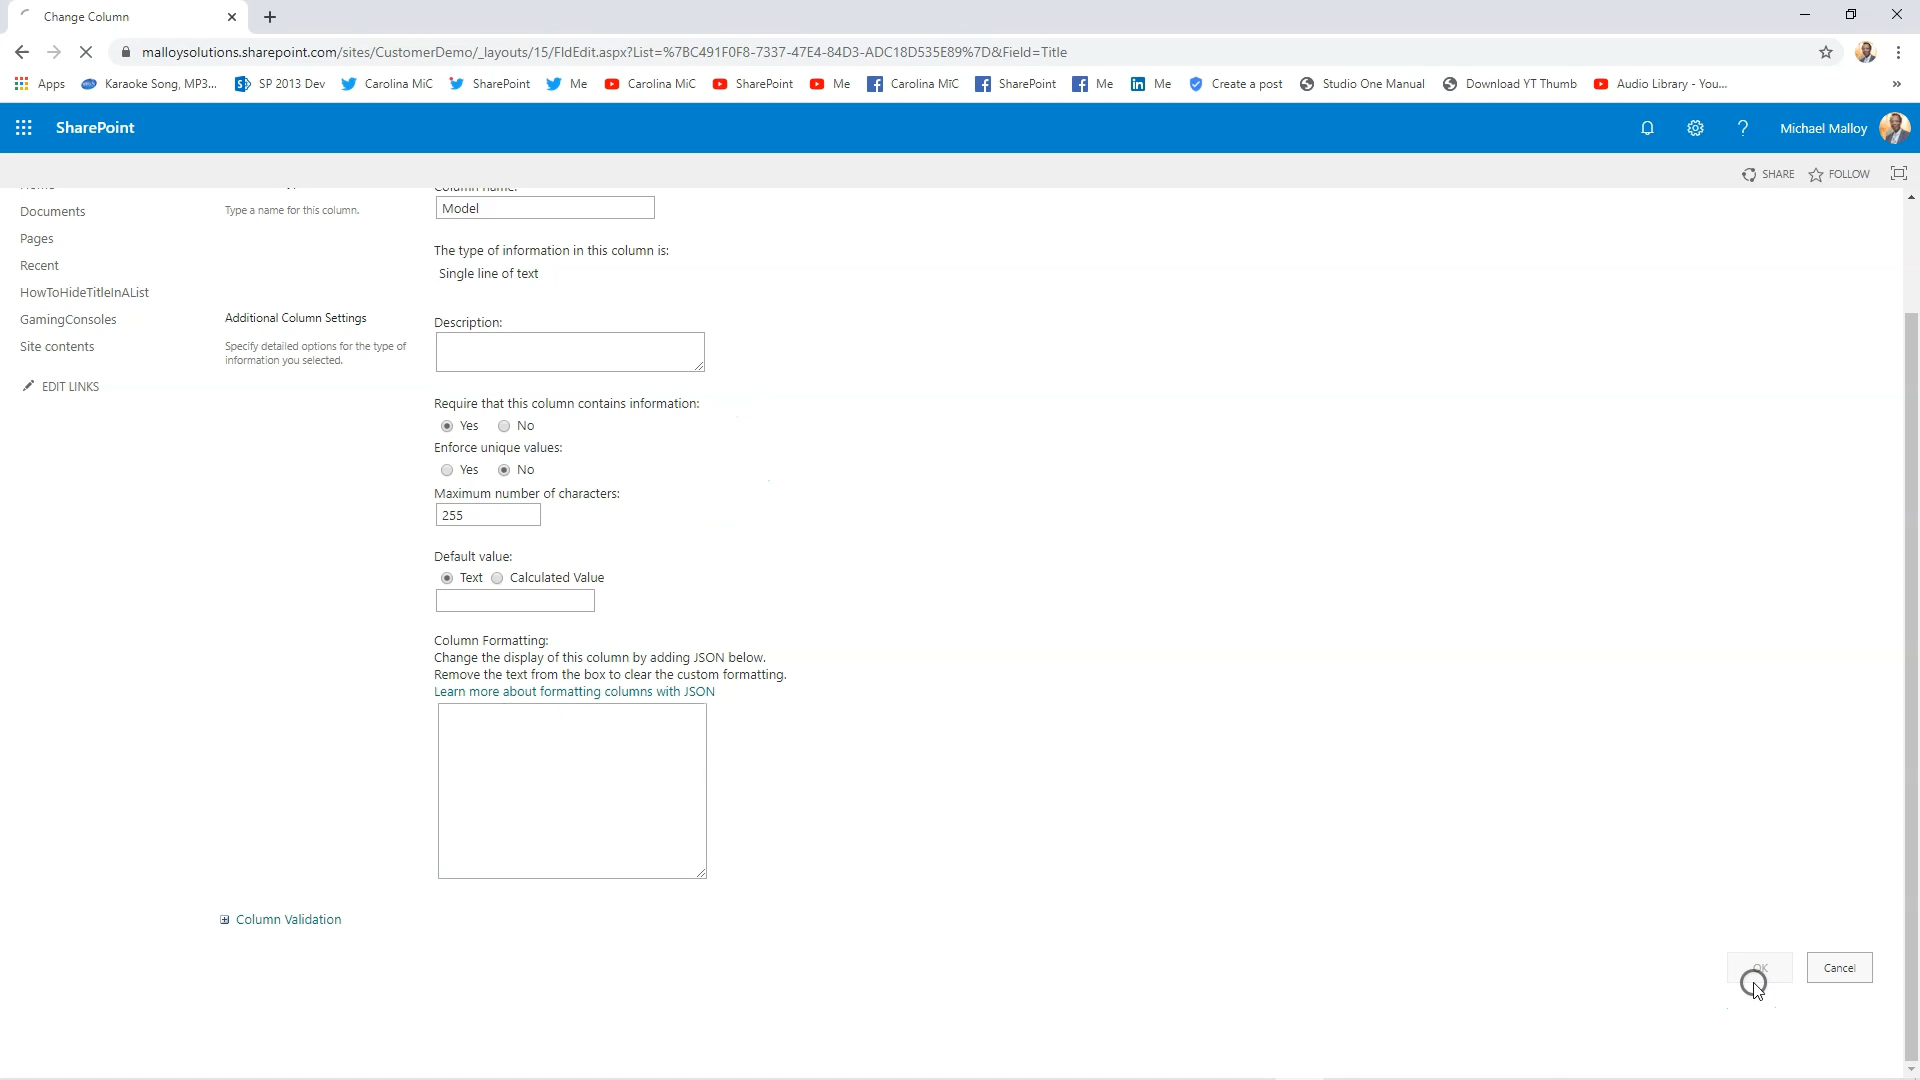 Change Column
malloysolutions.sharepoint.com/sites/CustomerDemo/_layouts/15/FldEdit.aspx?List=%7BC491F0F8-7337-47E4-84D3-ADC18D535E89%7D&Field=Title
Apps Karaoke Song, MP3... SP 2013 Dev Carolina MiC SharePoint Me Carolina MiC SharePoint Me Carolina MiC SharePoint Me Me Create a post Studio One Manual Download YT Thumb Audio Library - You... »
SharePoint ? Michael Malloy
SHARE FOLLOW
Home
Column name:
Documents
Type a name for this column.
Model
Pages
The type of information in this column is:
Recent
Single line of text
HowToHideTitleInAList
GamingConsoles
Additional Column Settings
Description:
Site contents
Specify detailed options for the type of
information you selected.
EDIT LINKS
Require that this column contains information:
Yes No
Enforce unique values:
Yes No
Maximum number of characters:
255
Default value:
Text Calculated Value
Column Formatting:
Change the display of this column by adding JSON below.
Remove the text from the box to clear the custom formatting.
Learn more about formatting columns with JSON
Column Validation
OK Cancel